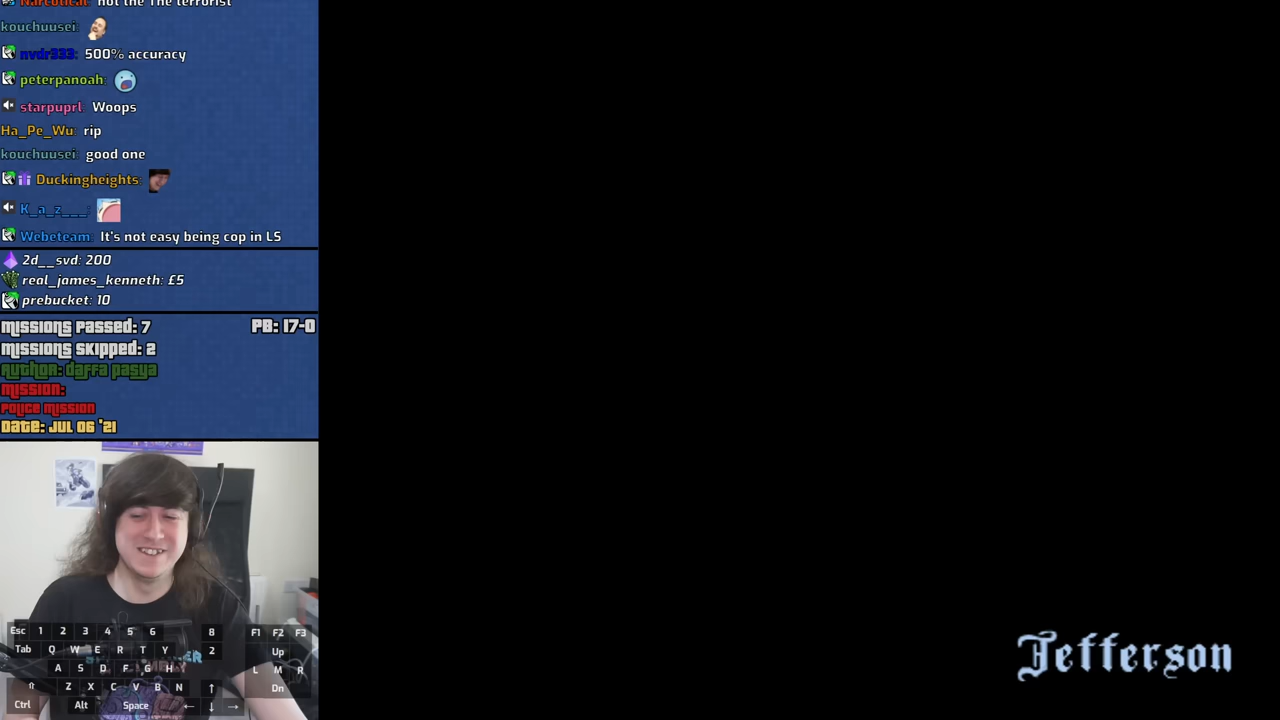 Narcotical: not the The terrorist
kouchuusei:
nvdr333: 500% accuracy
peterpanoah:
starpuprl: Woops
Ha_Pe_Wu: rip
kouchuusei: good one
Duckingheights:
K_a_z___:
Webeteam: It's not easy being cop in LS
2d__svd: 200
real_james_kenneth: £5
prebucket: 10
Missions Passed: 7 PB: 17-0
Missions Skipped: 2
Author: daffa pasya
Mission:
Police Mission
Date: Jul 06 '21
Esc 1 2 3 4 5 6 8 F1 F2 F3
Tab Q W E R T Y 2 Up
A S D F G H L M R
⇧ Z X C V B N ↑ Dn
Ctrl Alt Space ← ↓ →
Jefferson